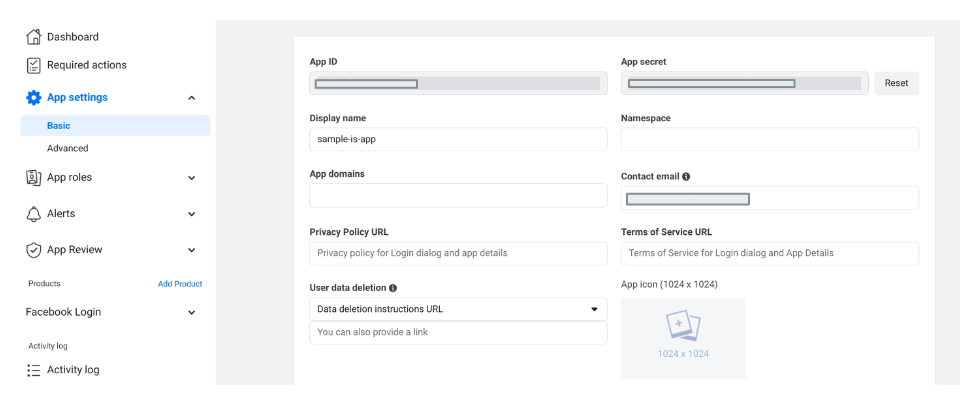 Dashboard
Required actions
App settings
Basic
Advanced
App roles
Alerts
App Review
Products Add Product
Facebook Login
Activity log
Activity log
App ID App secret
Reset
Display name Namespace
sample-is-app
App domains Contact email
Privacy Policy URL Terms of Service URL
Privacy policy for Login dialog and app details Terms of Service for Login dialog and App Details
User data deletion App icon (1024 x 1024)
Data deletion instructions URL
You can also provide a link
1024 x 1024